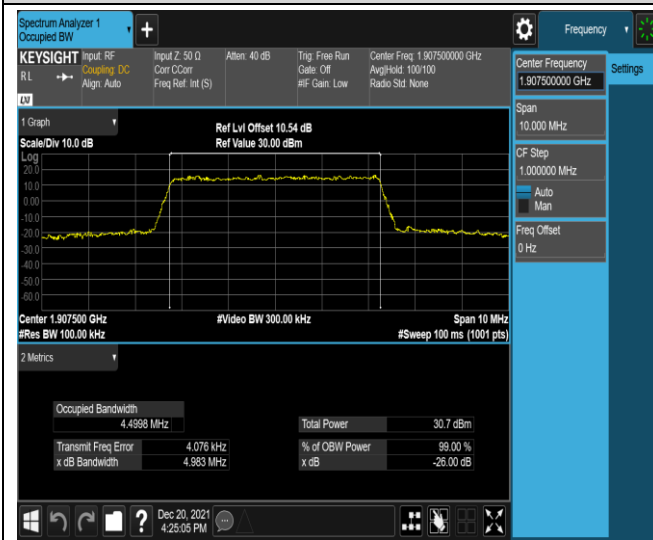 Spectrum Analyzer 1
Occupied BW
+
Frequency
KEYSIGHT
RL
LXI
Input: RF
Coupling: DC
Align: Auto
Input Z: 50 Ω
Corr CCorr
Freq Ref: Int (S)
Atten: 40 dB
Trig: Free Run
Gate: Off
#IF Gain: Low
Center Freq: 1.907500000 GHz
Avg|Hold: 100/100
Radio Std: None
Center Frequency
1.907500000 GHz
Settings
Span
10.000 MHz
CF Step
1.000000 MHz
Auto
Man
Freq Offset
0 Hz
1 Graph
Scale/Div 10.0 dB
Ref Lvl Offset 10.54 dB
Ref Value 30.00 dBm
Log
20.0
10.0
0.00
-10.0
-20.0
-30.0
-40.0
-50.0
-60.0
Center 1.907500 GHz
#Video BW 300.00 kHz
Span 10 MHz
#Res BW 100.00 kHz
#Sweep 100 ms (1001 pts)
2 Metrics
Occupied Bandwidth
4.4998 MHz
Total Power 30.7 dBm
Transmit Freq Error 4.076 kHz
% of OBW Power 99.00 %
x dB Bandwidth 4.983 MHz
x dB -26.00 dB
?
Dec 20, 2021
4:25:05 PM